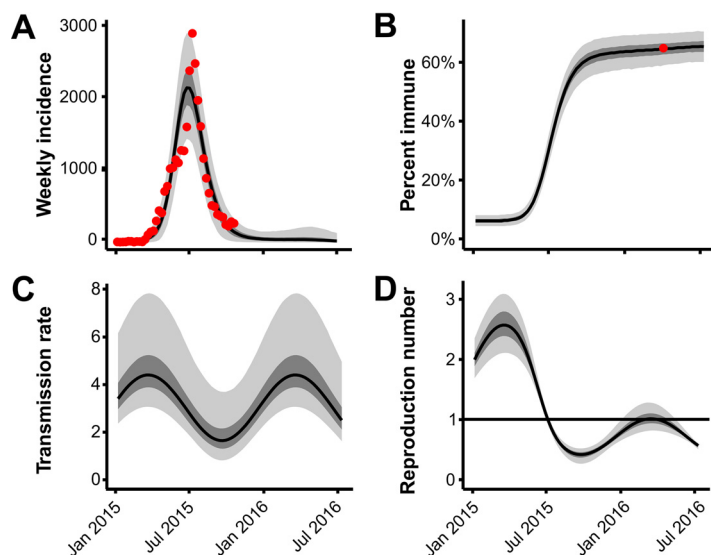 A
Weekly incidence
3000
2000
1000
0
B
Percent immune
60%
40%
20%
0%
C
Transmission rate
8
6
4
2
0
Jan 2015
Jul 2015
Jan 2016
Jul 2016
D
Reproduction number
3
2
1
0
Jan 2015
Jul 2015
Jan 2016
Jul 2016